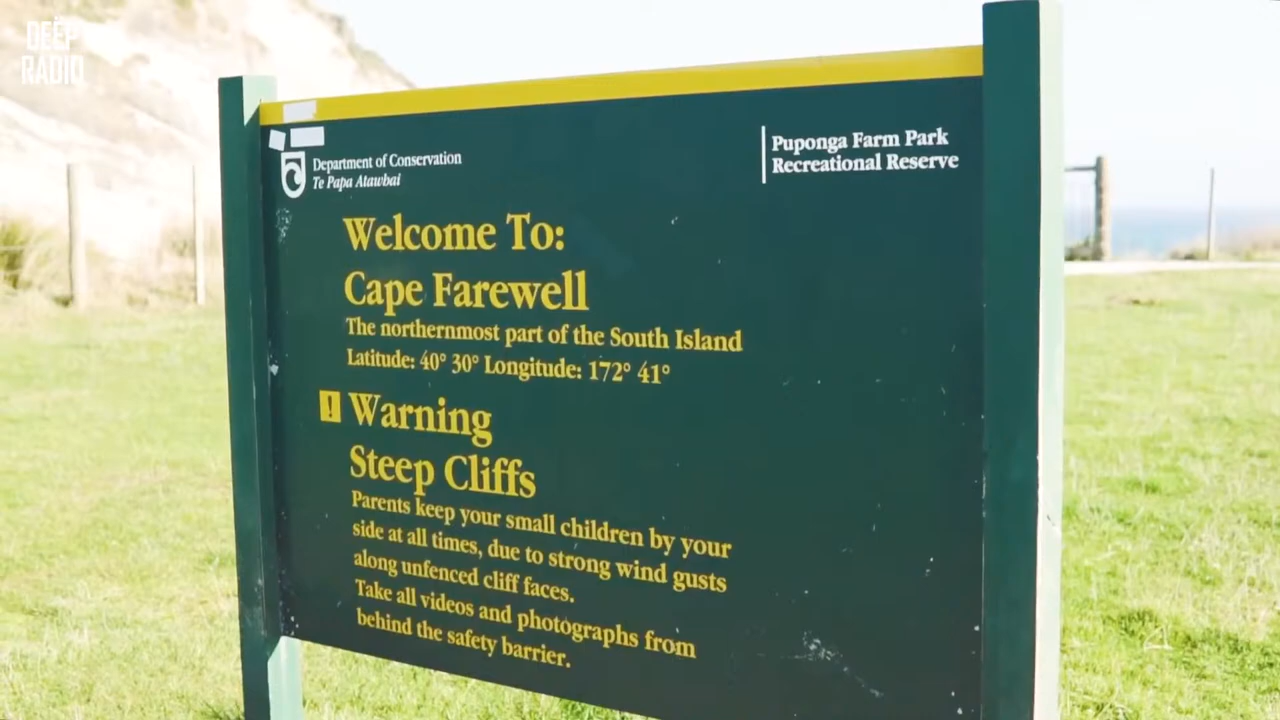 DEEP
RADIO
Department of Conservation
Te Papa Atawhai
Puponga Farm Park
Recreational Reserve
Welcome To:
Cape Farewell
The northernmost part of the South Island
Latitude: 40° 30° Longitude: 172° 41°
! Warning
Steep Cliffs
Parents keep your small children by your
side at all times, due to strong wind gusts
along unfenced cliff faces.
Take all videos and photographs from
behind the safety barrier.